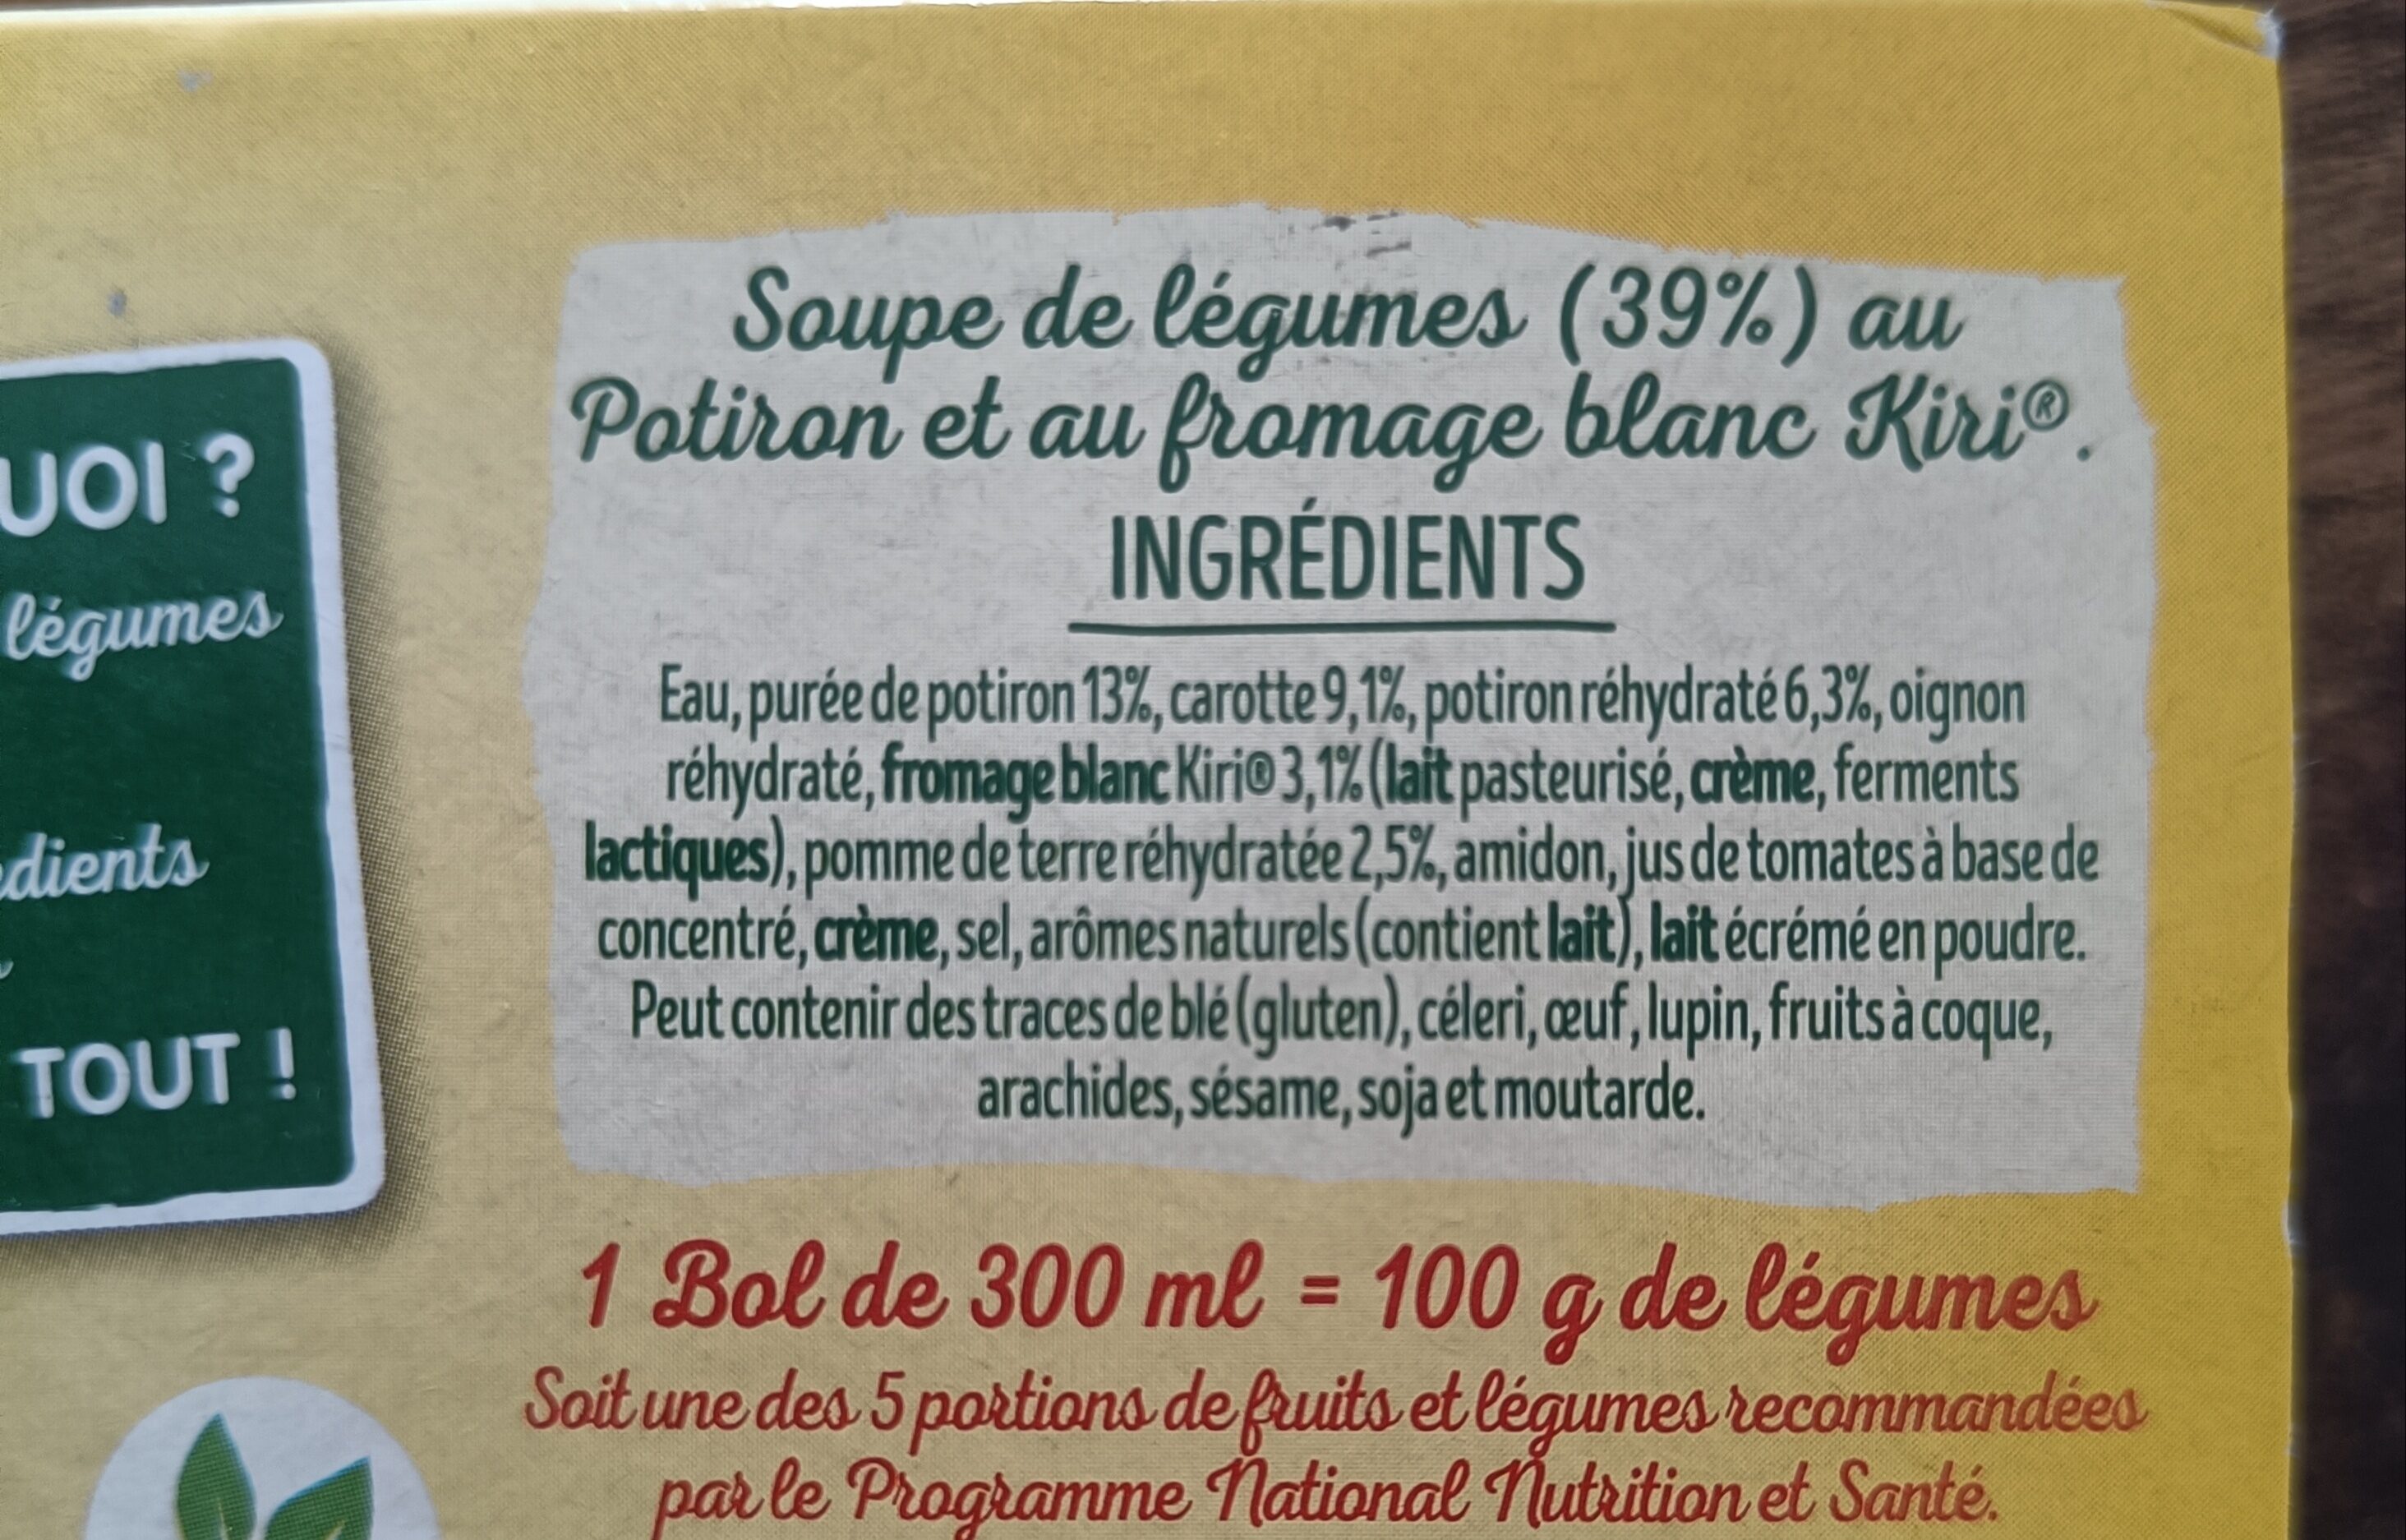 UOI ?
légumes
dients
TOUT !
Soupe de légumes (39%) au
Potiron et au fromage blanc Kiri®.
INGRÉDIENTS
Eau, purée de potiron 13%, carotte 9,1%, potiron réhydraté 6,3%, oignon
réhydraté, fromage blanc Kiri® 3,1% (lait pasteurisé, crème, ferments
lactiques), pomme de terre réhydratée 2,5%, amidon, jus de tomates à base de
concentré, crème, sel, arômes naturels (contient lait), lait écrémé en poudre.
Peut contenir des traces de blé (gluten), céleri, œuf, lupin, fruits à coque,
arachides, sésame, soja et moutarde.
1 Bol de 300 ml = 100 g de légumes
Soit une des 5 portions de fruits et légumes recommandées
par le Programme National Nutrition et Santé.